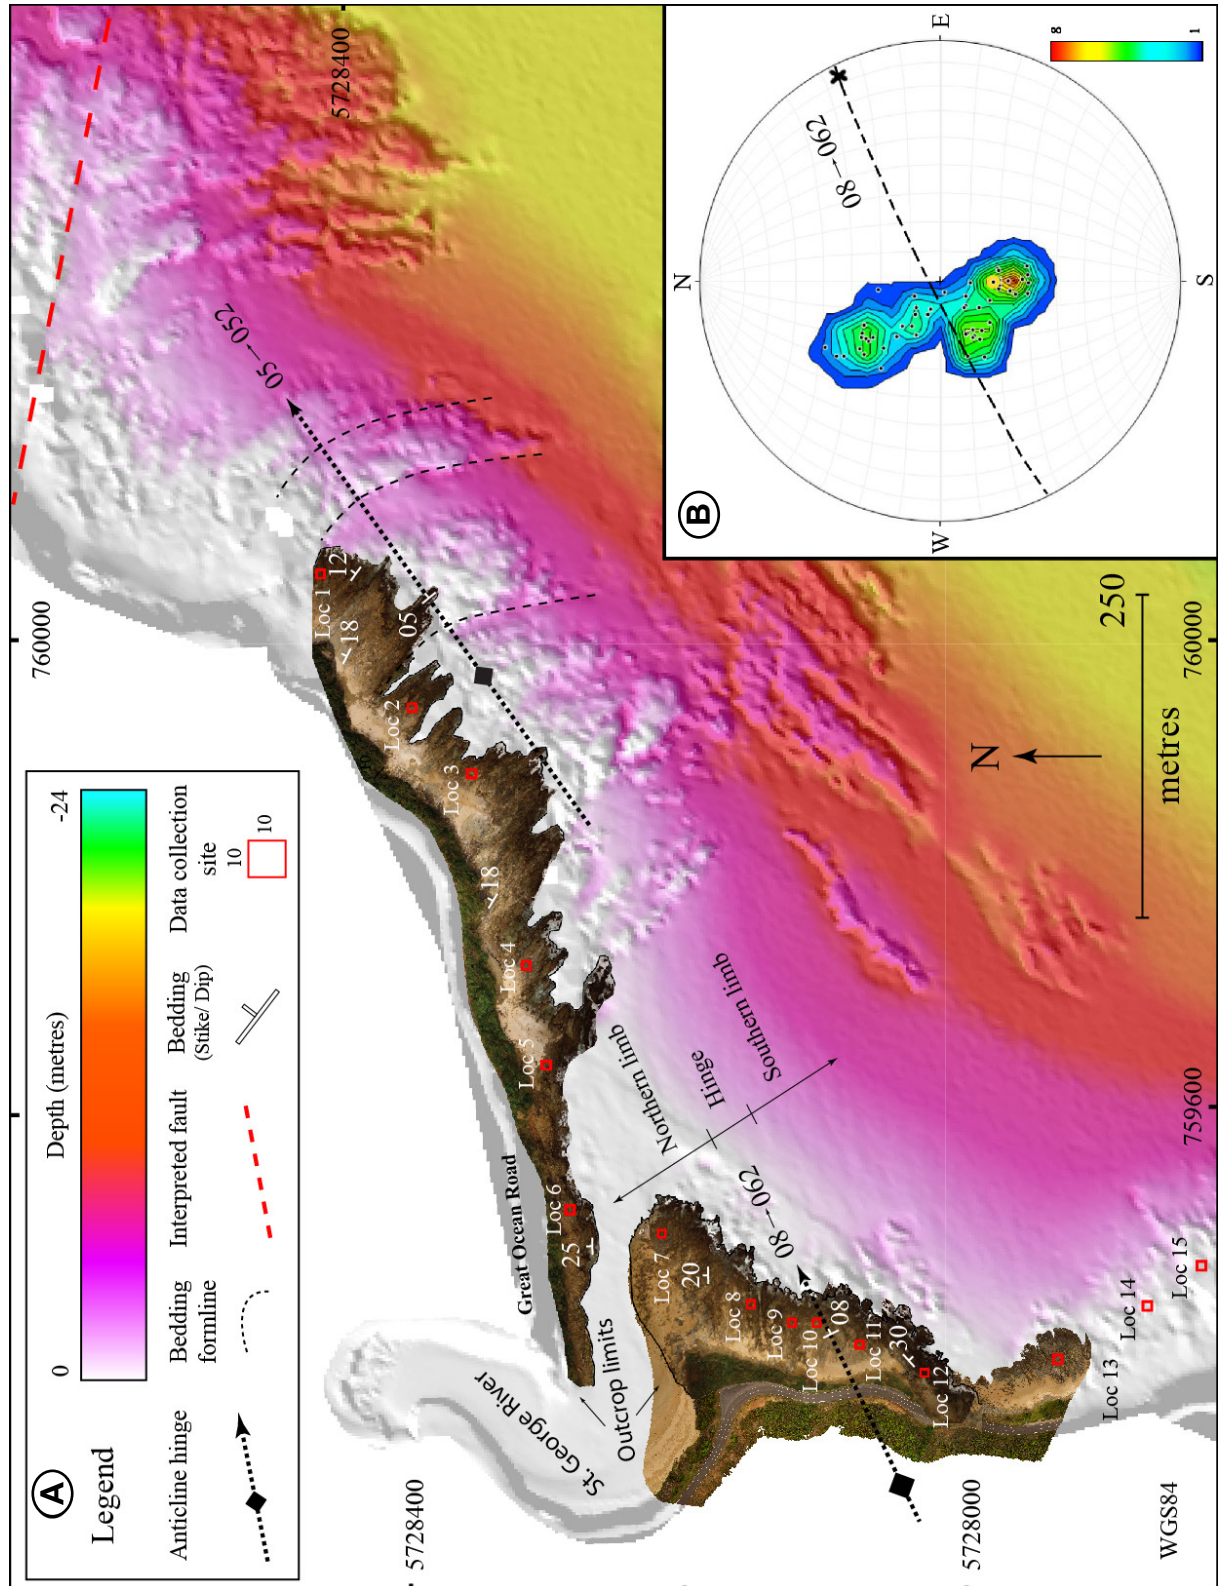 A
Legend
Depth (metres)
0
-24
Anticline hinge
Bedding
formline
Interpreted fault
Bedding
(Stike/ Dip)
Data collection
site
10
10
760000
5728400
05→052
Loc 1
12
18
05
Loc 2
Loc 3
18
Loc 4
Loc 5
Great Ocean Road
Loc 6
25
St. George River
Outcrop limits
Northern limb
Hinge
Southern limb
Loc 7
20
Loc 8
08→062
Loc 9
Loc 10
08
Loc 11
30
Loc 12
Loc 13
Loc 14
Loc 15
5728400
5728000
WGS84
759600
760000
N
250
metres
B
N
E
S
W
08→062
8
1